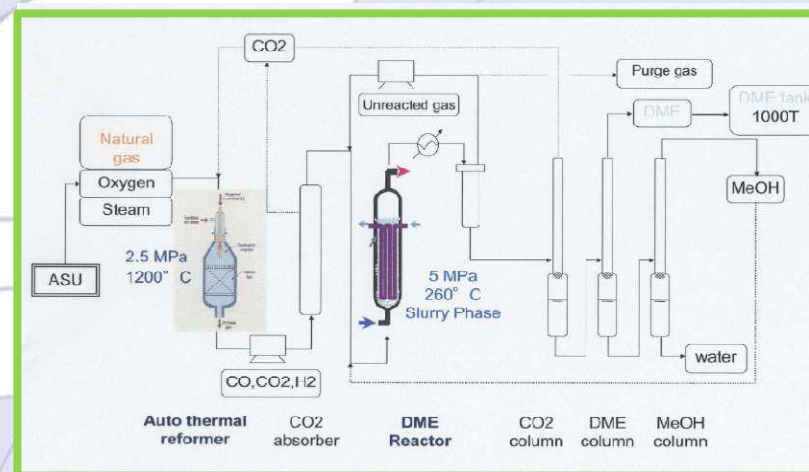 CO2
Purge gas
Unreacted gas
DME
DME tank
1000T
Natural
gas
Oxygen
Steam
MeOH
ASU
2.5 MPa
1200° C
5 MPa
260° C
Slurry Phase
water
CO,CO2,H2
Auto thermal
reformer
CO2
absorber
DME
Reactor
CO2
column
DME
column
MeOH
column